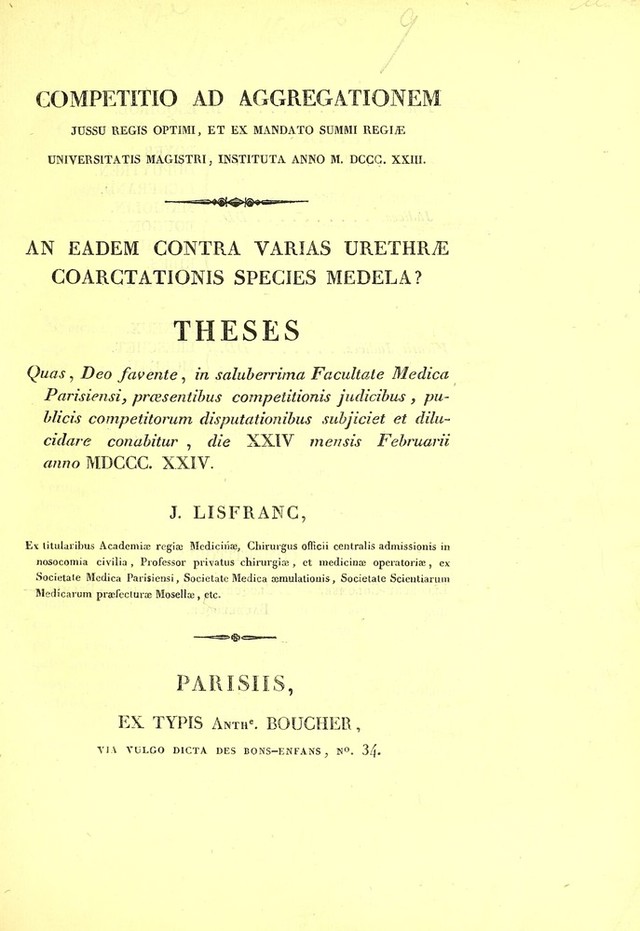 9
COMPETITIO AD AGGREGATIONEM
JUSSU REGIS OPTIMI, ET EX MANDATO SUMMI REGIÆ
UNIVERSITATIS MAGISTRI, INSTITUTA ANNO M. DCCC. XXIII.
AN EADEM CONTRA VARIAS URETHRÆ
COARCTATIONIS SPECIES MEDELA?
THESES
Quas, Deo favente, in saluberrima Facultate Medica
Parisiensi, præsentibus competitionis judicibus, pu-
blicis competitorum disputationibus subjiciet et dilu-
cidare conabitur, die XXIV mensis Februarii
anno MDCCC. XXIV.
J. LISFRANC,
Ex titularibus Academiæ regiæ Medicinæ, Chirurgus officii centralis admissionis in
nosocomia civilia, Professor privatus chirurgiæ, et medicinæ operatoriæ, ex
Societate Medica Parisiensi, Societate Medica æmulationis, Societate Scientiarum
Medicarum præfecturæ Mosellæ, etc.
PARISIIS,
EX TYPIS ANTHe. BOUCHER,
VIA VULGO DICTA DES BONS-ENFANS, No. 34.